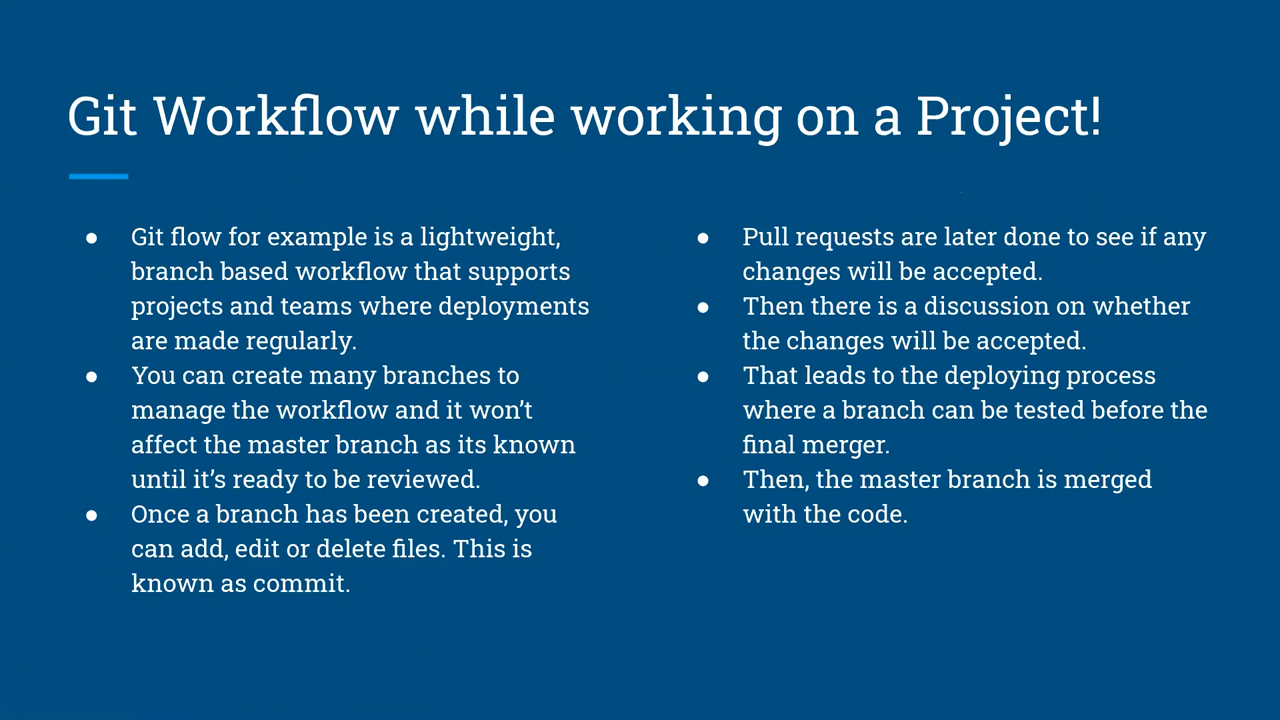 Git Workflow while working on a Project!
● Git flow for example is a lightweight,
branch based workflow that supports
projects and teams where deployments
are made regularly.
● You can create many branches to
manage the workflow and it won’t
affect the master branch as its known
until it’s ready to be reviewed.
● Once a branch has been created, you
can add, edit or delete files. This is
known as commit.
● Pull requests are later done to see if any
changes will be accepted.
● Then there is a discussion on whether
the changes will be accepted.
● That leads to the deploying process
where a branch can be tested before the
final merger.
● Then, the master branch is merged
with the code.